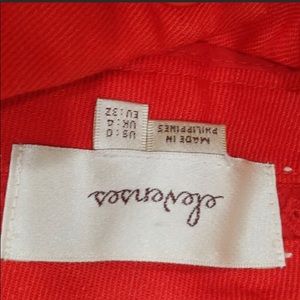 elevenses
MADE IN
PHILIPPINES
US: 0
UK: 4
EU: 32